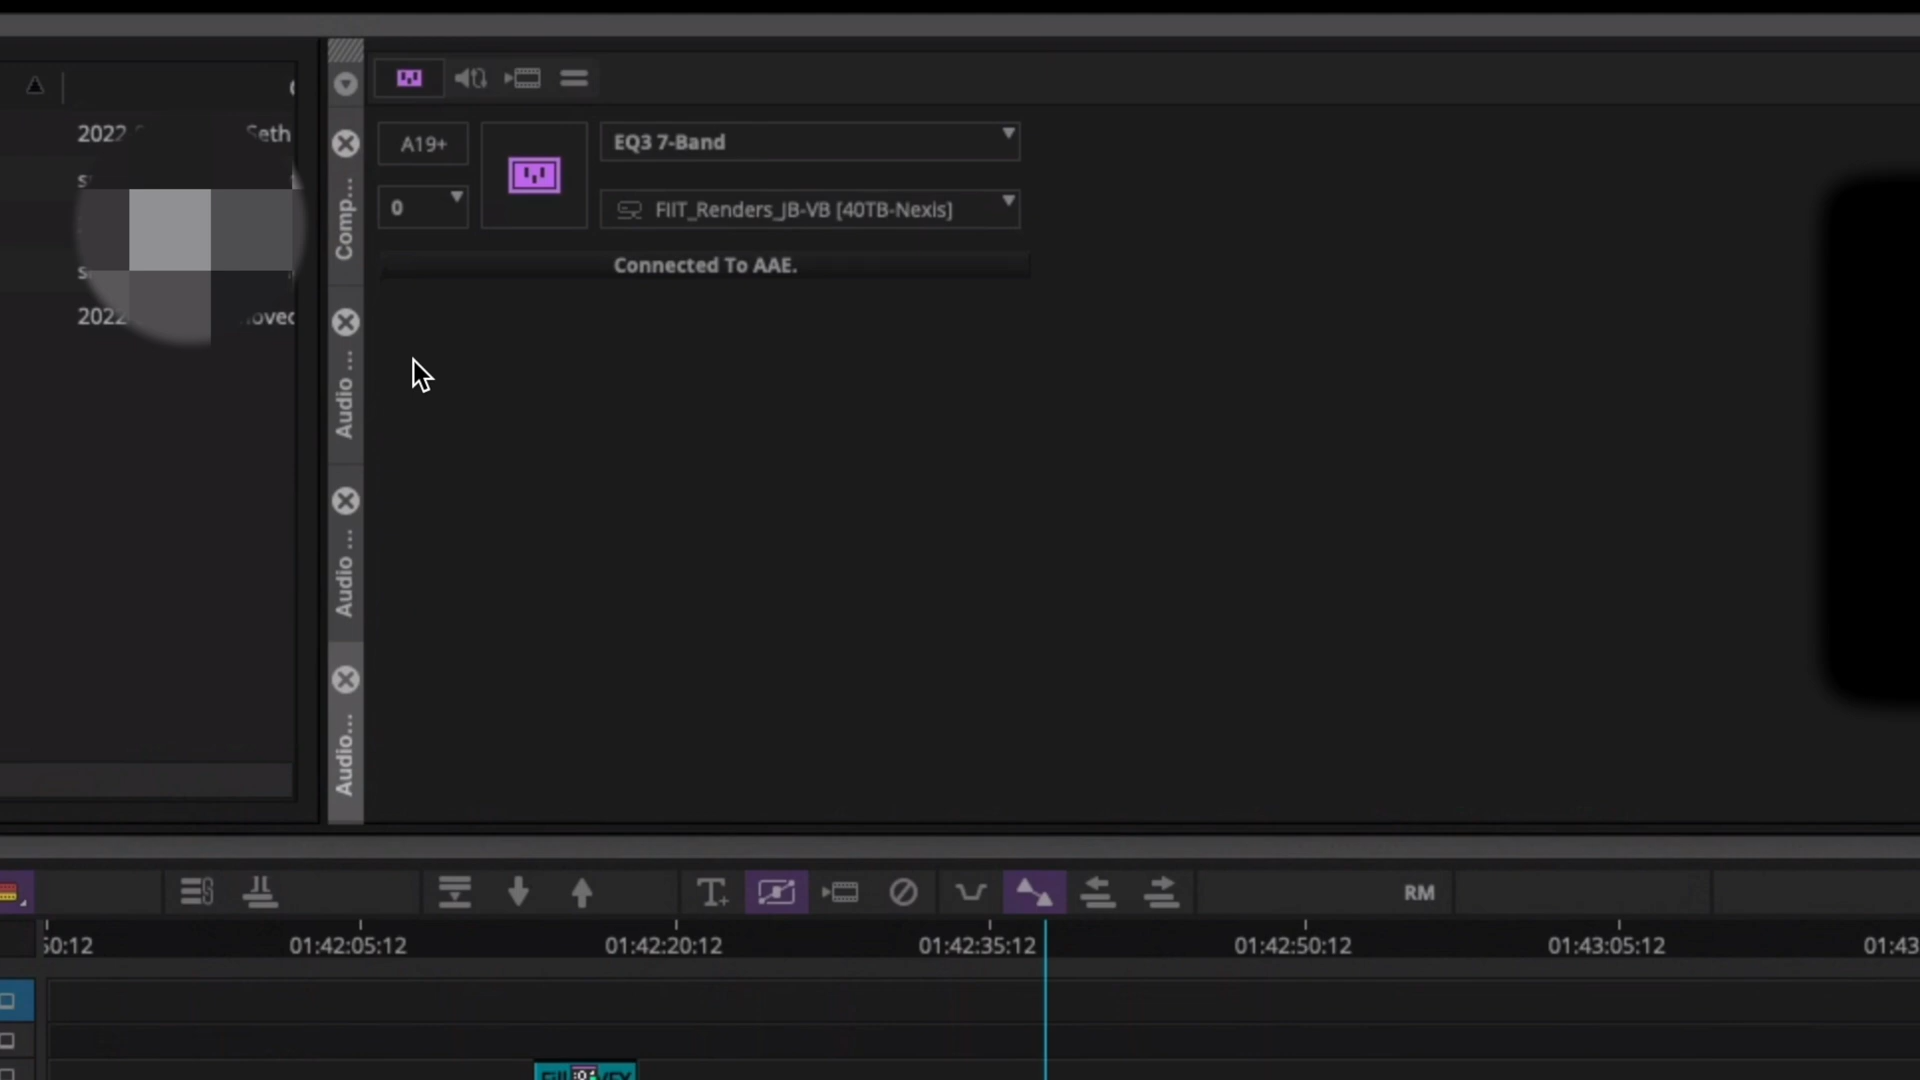 2022 Seth
2022
A19+
EQ3 7-Band
0
FIIT_Renders_JB-VB [40TB-Nexis]
Connected To AAE.
Comp...
Audio ...
Audio ...
Audio...
RM
50:12
01:42:05:12
01:42:20:12
01:42:35:12
01:42:50:12
01:43:05:12
01:43